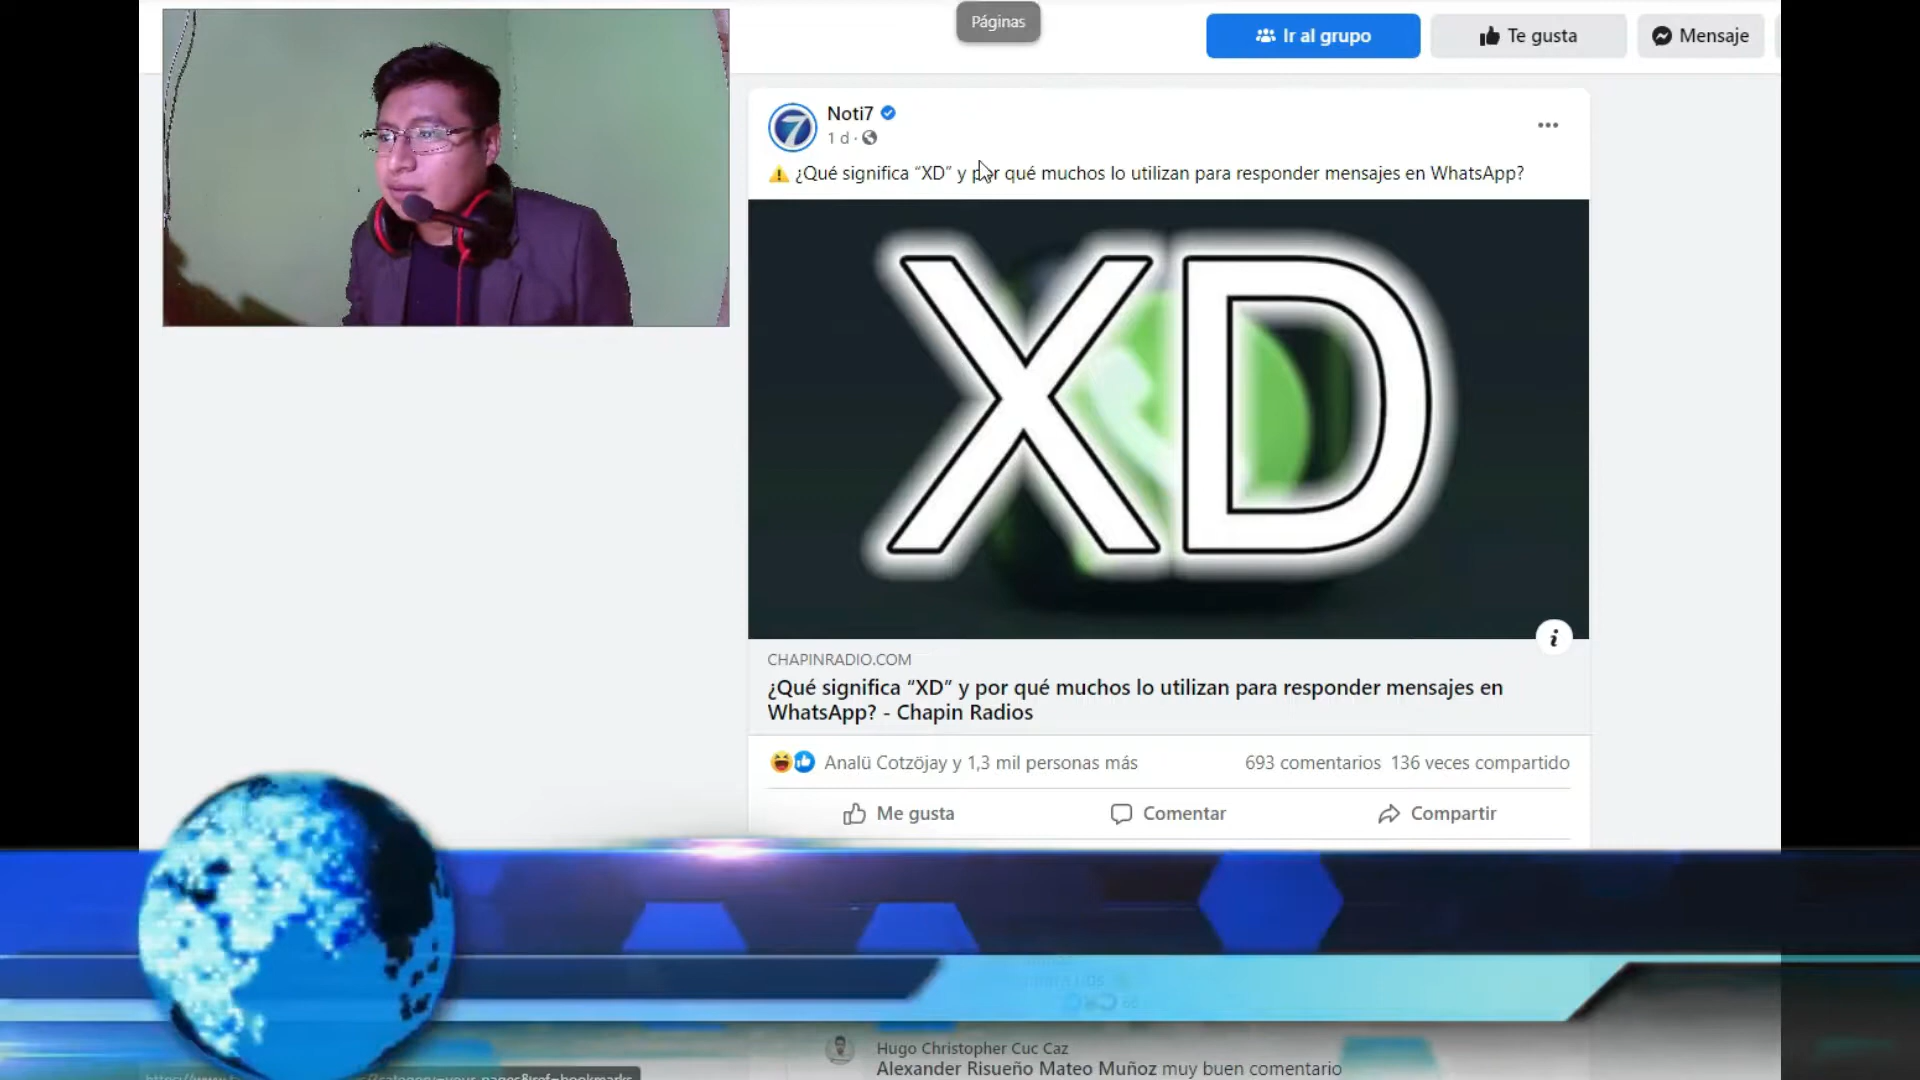 Páginas
Ir al grupo
Te gusta
Mensaje
Noti7
1 d
⚠️ ¿Qué significa “XD” y por qué muchos lo utilizan para responder mensajes en WhatsApp?
XD
CHAPINRADIO.COM
¿Qué significa “XD” y por qué muchos lo utilizan para responder mensajes en
WhatsApp? - Chapin Radios
Analü Cotzöjay y 1,3 mil personas más
693 comentarios 136 veces compartido
Me gusta
Comentar
Compartir
Hugo Christopher Cuc Caz
Alexander Risueño Mateo Muñoz muy buen comentario